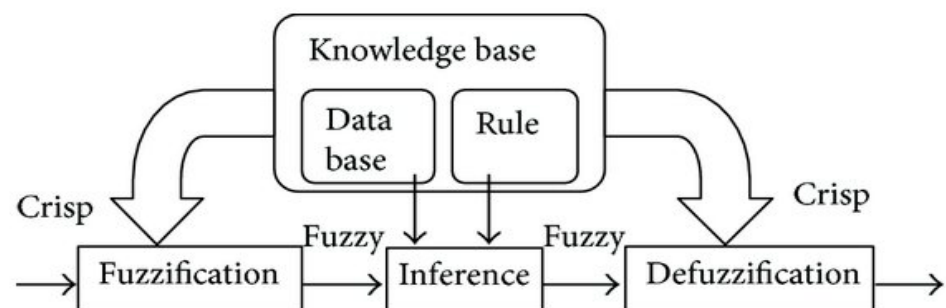 Knowledge base
Data
base
Rule
Crisp
Crisp
Fuzzy
Fuzzy
Fuzzification
Inference
Defuzzification